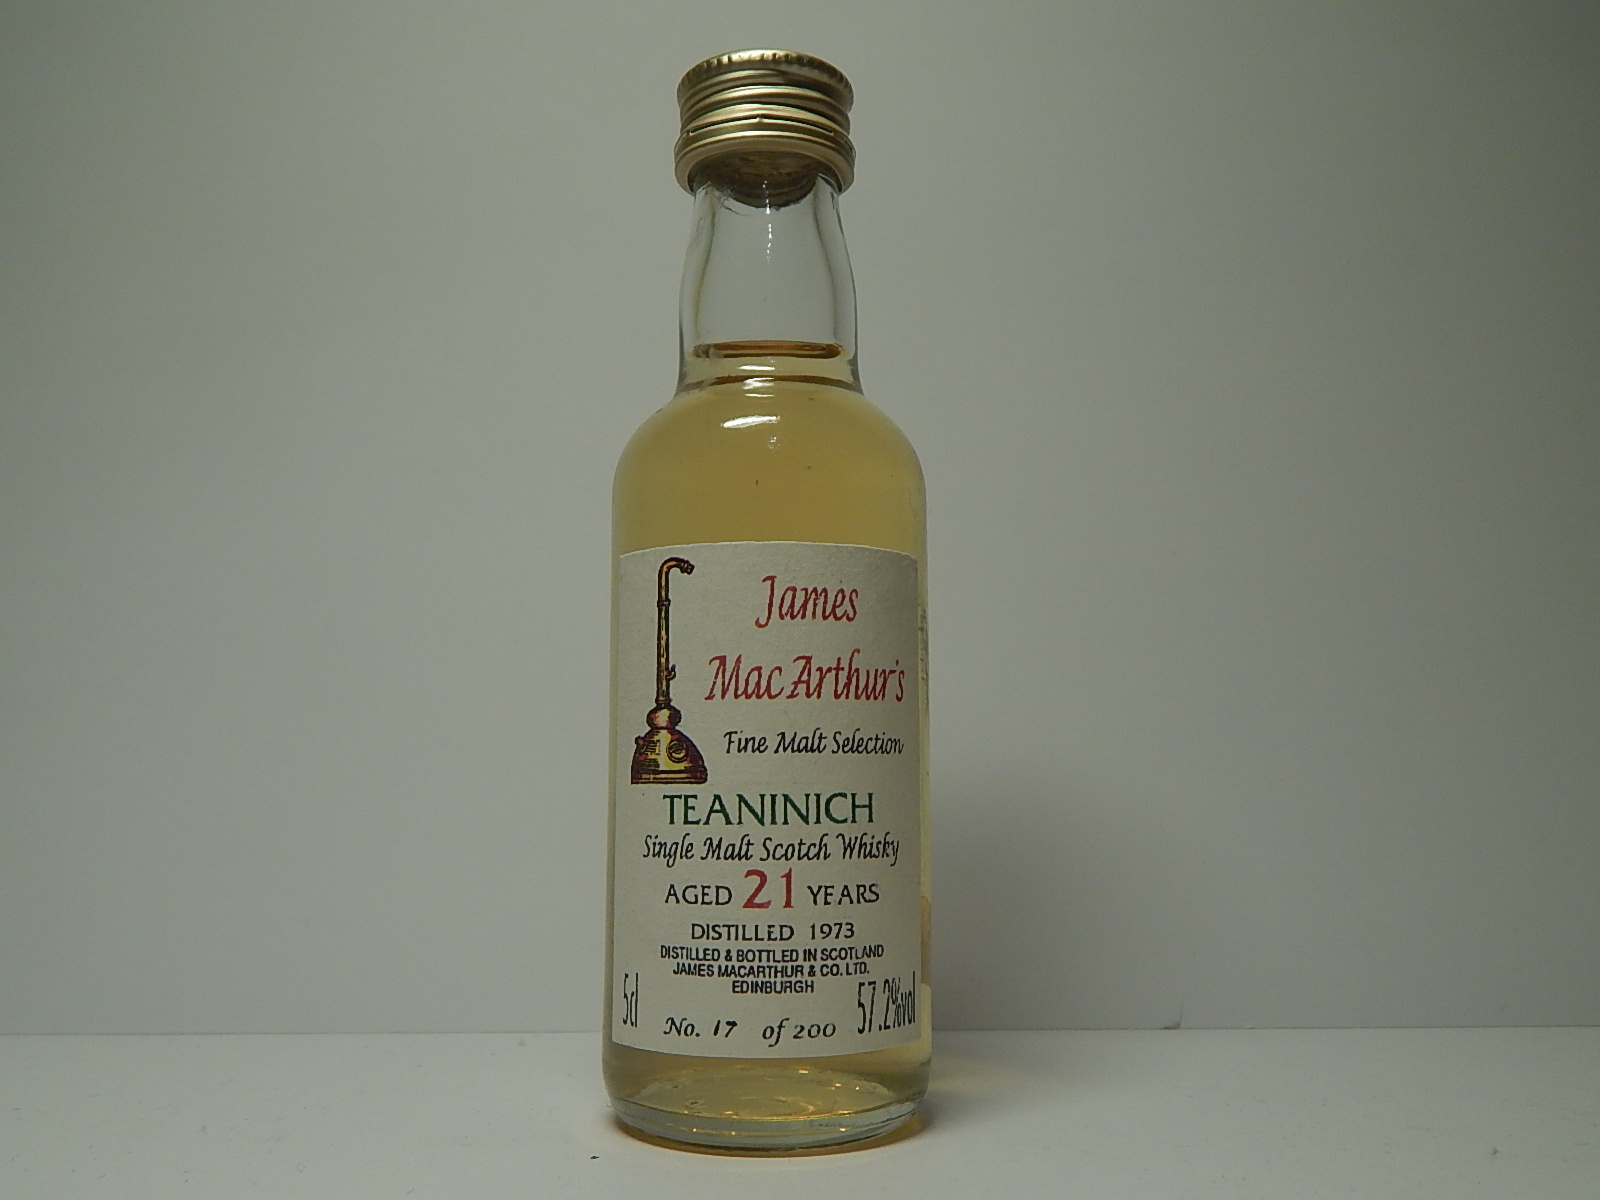 James
MacArthur's
Fine Malt Selection
TEANINICH
Single Malt Scotch Whisky
AGED 21 YEARS
DISTILLED 1973
DISTILLED & BOTTLED IN SCOTLAND
JAMES MACARTHUR & CO. LTD.
EDINBURGH
5cl
57.2%vol
No. 17 of 200